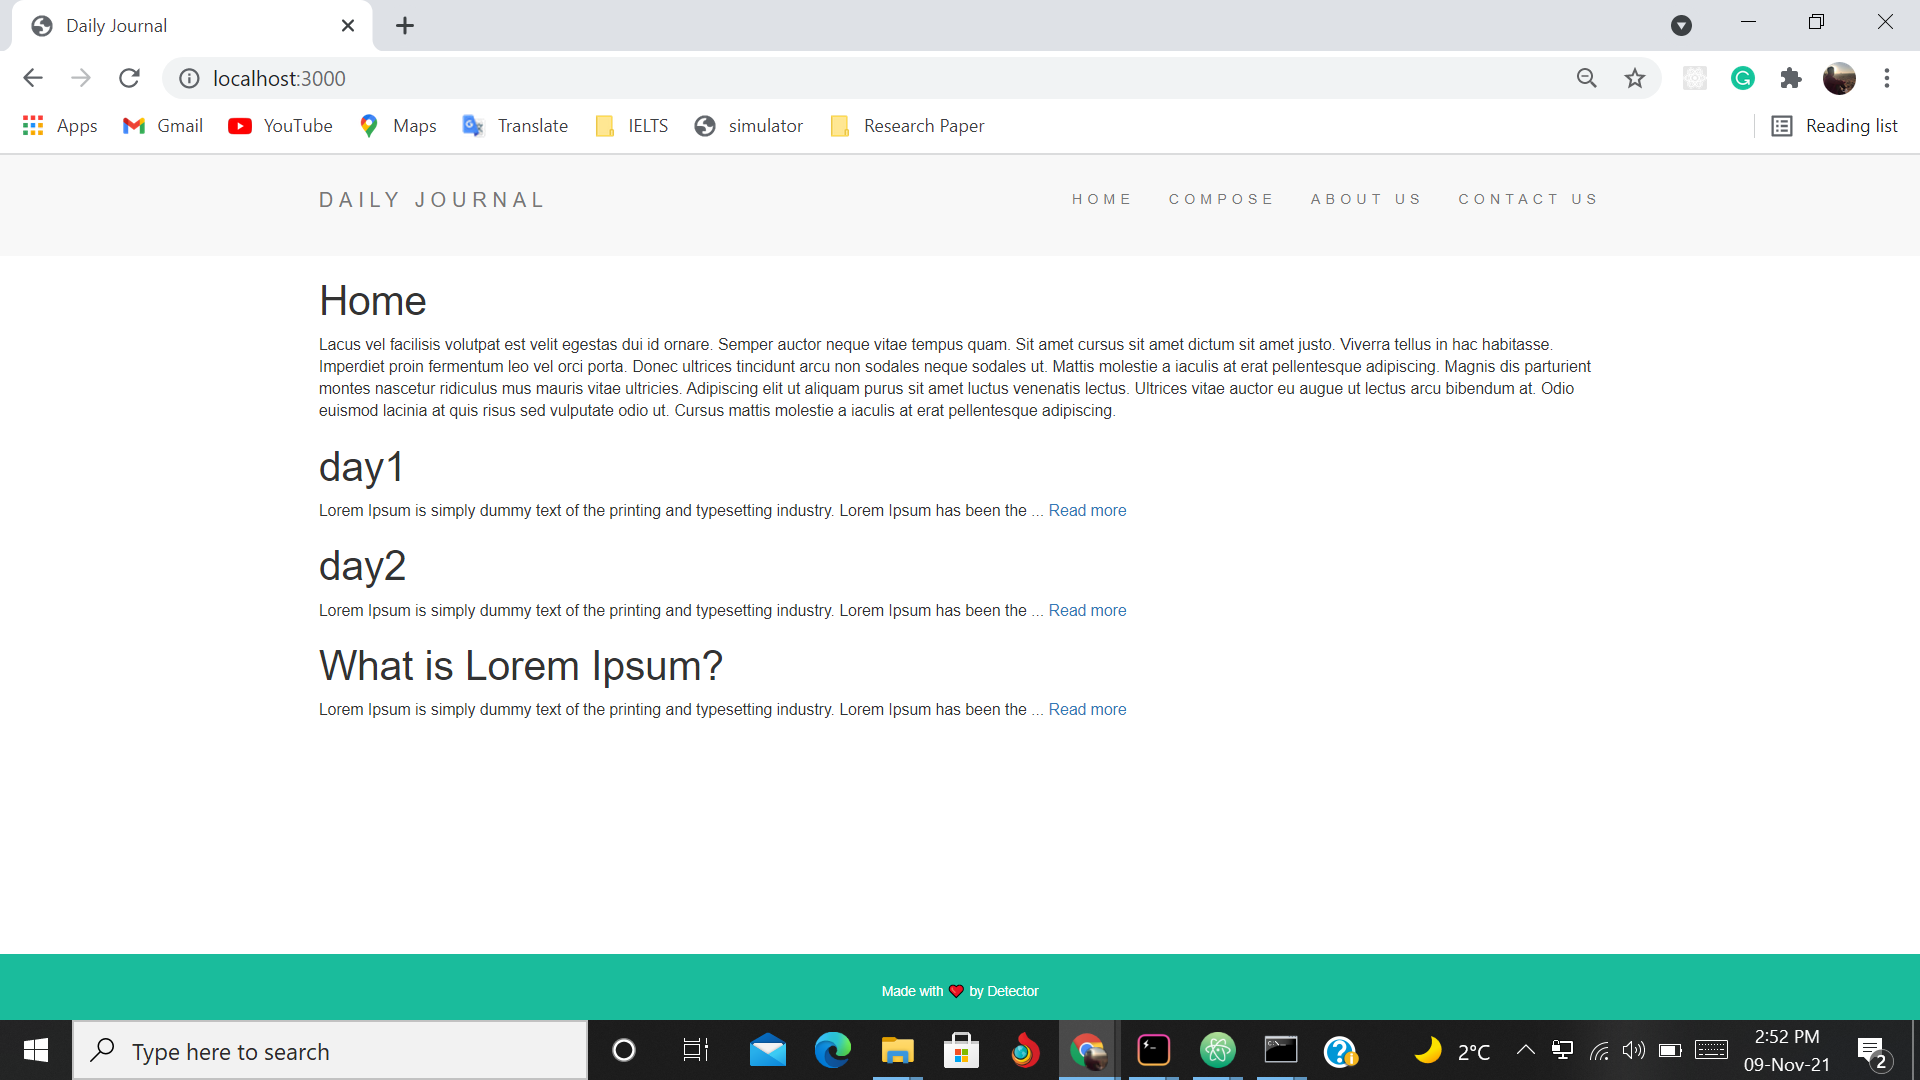 Daily Journal
localhost:3000
Apps Gmail YouTube Maps Translate IELTS simulator Research Paper Reading list
DAILY JOURNAL HOME COMPOSE ABOUT US CONTACT US
Home
Lacus vel facilisis volutpat est velit egestas dui id ornare. Semper auctor neque vitae tempus quam. Sit amet cursus sit amet dictum sit amet justo. Viverra tellus in hac habitasse.
Imperdiet proin fermentum leo vel orci porta. Donec ultrices tincidunt arcu non sodales neque sodales ut. Mattis molestie a iaculis at erat pellentesque adipiscing. Magnis dis parturient
montes nascetur ridiculus mus mauris vitae ultricies. Adipiscing elit ut aliquam purus sit amet luctus venenatis lectus. Ultrices vitae auctor eu augue ut lectus arcu bibendum at. Odio
euismod lacinia at quis risus sed vulputate odio ut. Cursus mattis molestie a iaculis at erat pellentesque adipiscing.
day1
Lorem Ipsum is simply dummy text of the printing and typesetting industry. Lorem Ipsum has been the ... Read more
day2
Lorem Ipsum is simply dummy text of the printing and typesetting industry. Lorem Ipsum has been the ... Read more
What is Lorem Ipsum?
Lorem Ipsum is simply dummy text of the printing and typesetting industry. Lorem Ipsum has been the ... Read more
Made with ❤ by Detector
Type here to search
2°C
2:52 PM
09-Nov-21
2